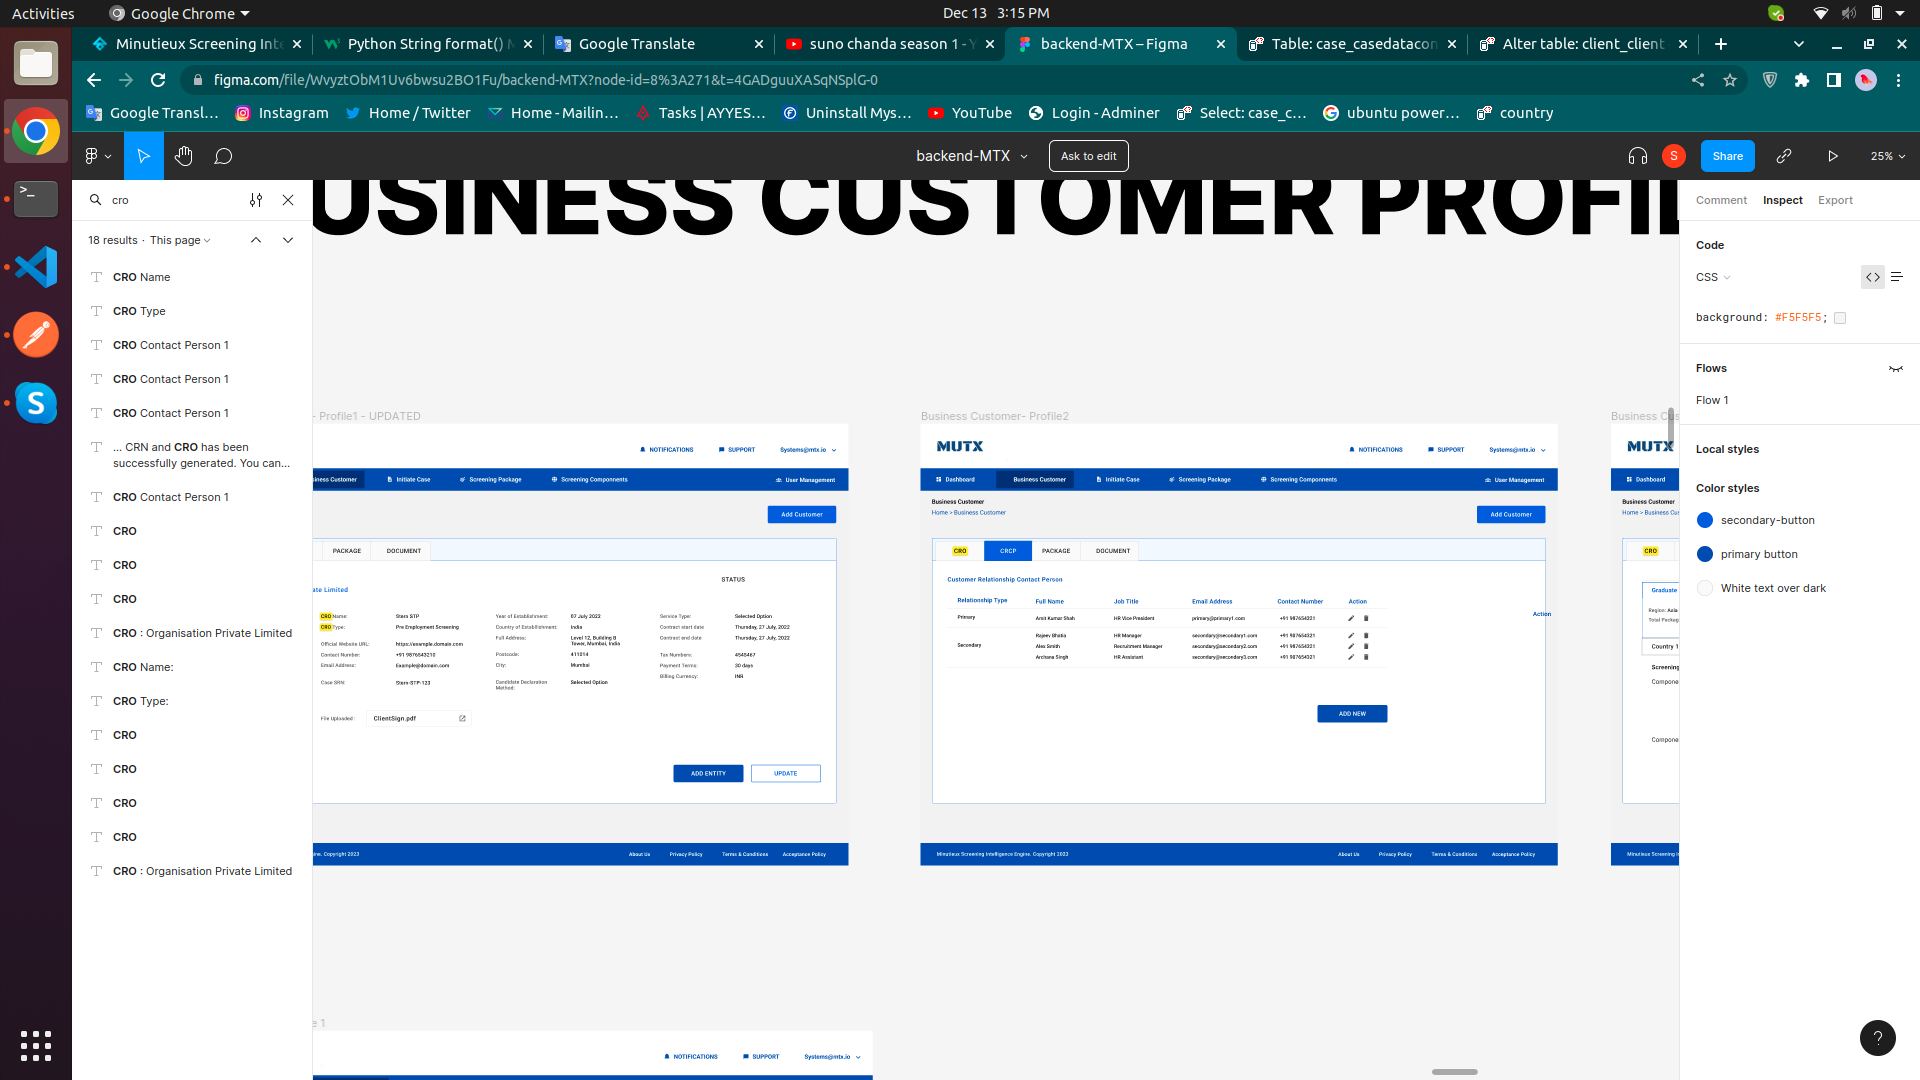 Activities
Google Chrome
Dec 13 3:15 PM
Minutieux Screening Inte
Python String format() M
Google Translate
suno chanda season 1 - Y
backend-MTX – Figma
Table: case_casedatacon
Alter table: client_client
figma.com/file/WvyztObM1Uv6bwsu2BO1Fu/backend-MTX?node-id=8%3A271&t=4GADguuXASqNSplG-0
Google Transl...
Instagram
Home / Twitter
Home - Mailin...
Tasks | AYYES...
Uninstall Mys...
YouTube
Login - Adminer
Select: case_c...
ubuntu power...
country
backend-MTX
Ask to edit
S
Share
25%
cro
18 results · This page
CRO Name
CRO Type
CRO Contact Person 1
CRO Contact Person 1
CRO Contact Person 1
... CRN and CRO has been
successfully generated. You can...
CRO Contact Person 1
CRO
CRO
CRO
CRO : Organisation Private Limited
CRO Name:
CRO Type:
CRO
CRO
CRO
CRO
CRO : Organisation Private Limited
USINESS CUSTOMER PROFIL
- Profile1 - UPDATED
NOTIFICATIONS
SUPPORT
Systems@mtx.io
siness Customer
Initiate Case
Screening Package
Screening Components
User Management
Add Customer
PACKAGE
DOCUMENT
STATUS
ate Limited
CRO Name:
Stern STP
Year of Establishment:
07 July 2022
Service Type:
Selected Option
CRO Type:
Pre Employment Screening
Country of Establishment:
India
Contract start date
Thursday, 27 July, 2022
Official Website URL:
https://example.domain.com
Full Address:
Level 12, Building B
Tower, Mumbai, India
Contract end date
Thursday, 27 July, 2022
Contact Number:
+91 9876543210
Postcode:
411014
Tax Numbers:
4545467
Email Address:
Example@domain.com
City:
Mumbai
Payment Terms:
30 days
Billing Currency:
INR
Case SRN:
Stern-STP-123
Candidate Declaration
Method:
Selected Option
File Uploaded :
ClientSign.pdf
ADD ENTITY
UPDATE
ine. Copyright 2023
About Us
Privacy Policy
Terms & Conditions
Acceptance Policy
Business Customer- Profile2
MUTX
NOTIFICATIONS
SUPPORT
Systems@mtx.io
Dashboard
Business Customer
Initiate Case
Screening Package
Screening Components
User Management
Business Customer
Home > Business Customer
Add Customer
CRO
CRCP
PACKAGE
DOCUMENT
Customer Relationship Contact Person
Relationship Type
Full Name
Job Title
Email Address
Contact Number
Action
Action
Primary
Amit Kumar Shah
HR Vice President
primary@primary1.com
+91 987654321
Rajeev Bhatia
HR Manager
secondary@secondary1.com
+91 987654321
Secondary
Alex Smith
Recruitment Manager
secondary@secondary2.com
+91 987654321
Archana Singh
HR Assistant
secondary@secondary3.com
+91 987654321
ADD NEW
Minutieux Screening Intelligence Engine. Copyright 2023
About Us
Privacy Policy
Terms & Conditions
Acceptance Policy
Business Cus
MUTX
Dashboard
Business Customer
Home > Business Cus
CRO
Graduate
Region: Asia
Total Packag
Country 1
Screening
Compone
Compone
Minutieux Screening In
e 1
NOTIFICATIONS
SUPPORT
Systems@mtx.io
Comment
Inspect
Export
Code
CSS
background: #F5F5F5;
Flows
Flow 1
Local styles
Color styles
secondary-button
primary button
White text over dark
?